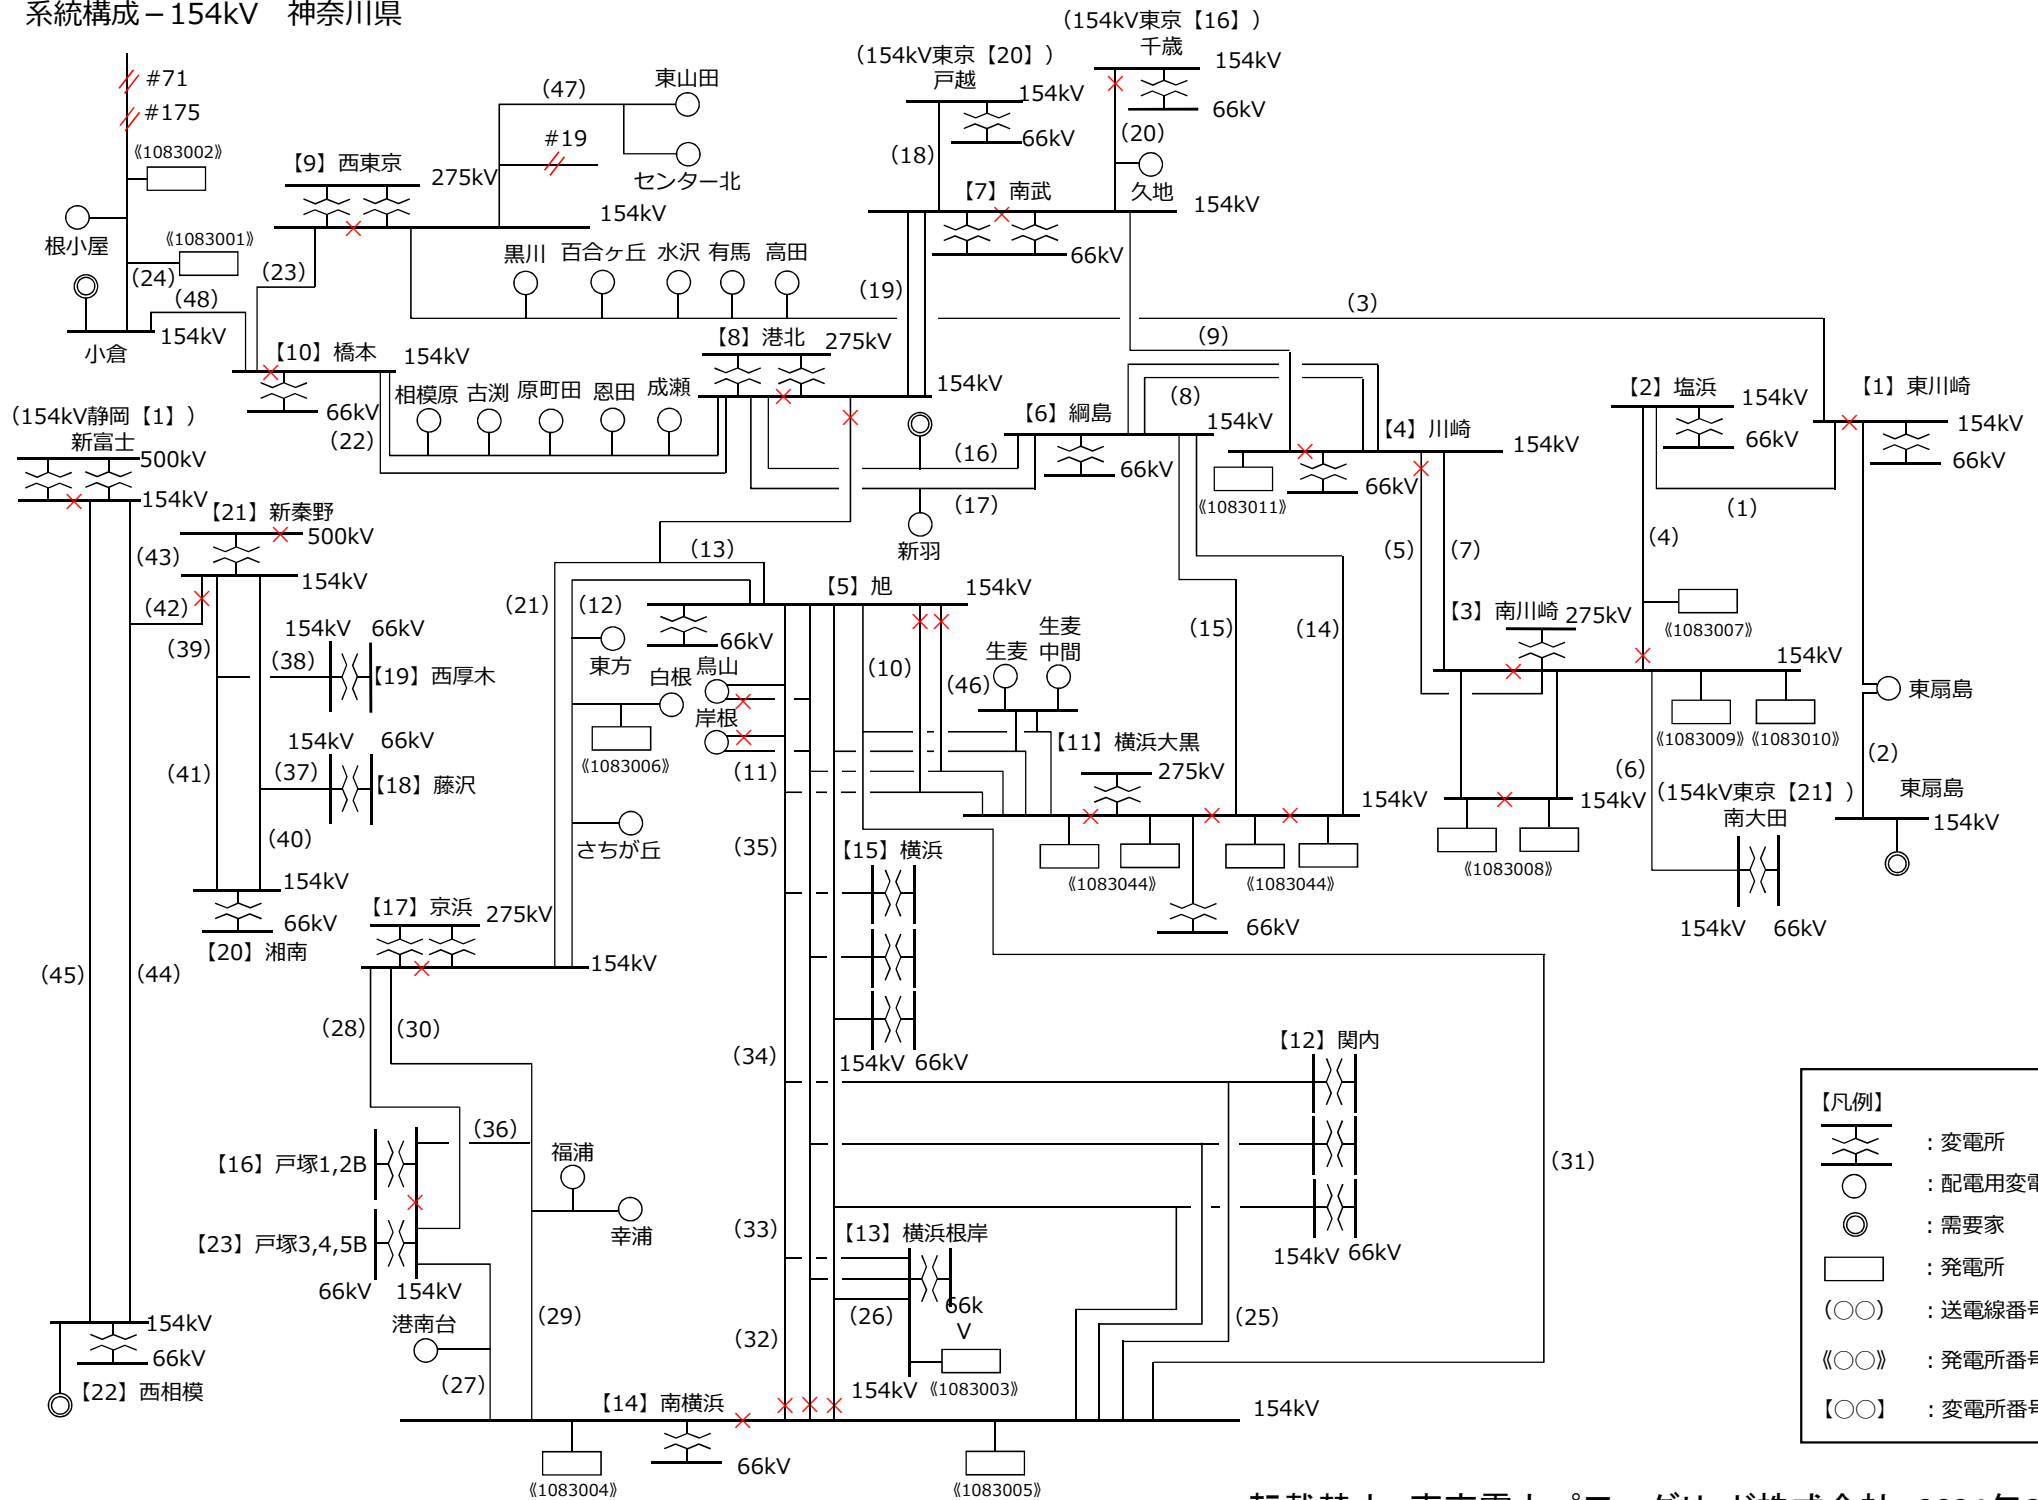 系統構成－154kV 神奈川県
#71
#175
《1083002》
根小屋
《1083001》
(24)
(48)
154kV
小倉
【9】西東京
275kV
154kV
(23)
(47)
東山田
#19
センター北
(154kV東京【20】)
戸越
154kV
66kV
(18)
(154kV東京【16】)
千歳
154kV
66kV
(20)
久地
【7】南武
154kV
66kV
(19)
黒川
百合ヶ丘
水沢
有馬
高田
(3)
(9)
【10】橋本
154kV
66kV
(22)
相模原
古渕
原町田
恩田
成瀬
【8】港北
275kV
154kV
(16)
(17)
新羽
【6】綱島
154kV
66kV
(8)
【4】川崎
154kV
66kV
《1083011》
【2】塩浜
154kV
66kV
【1】東川崎
154kV
66kV
(1)
(4)
(5)
(7)
(154kV静岡【1】)
新富士
500kV
154kV
【21】新秦野
500kV
154kV
(43)
(42)
(39)
(38)
154kV 66kV
【19】西厚木
154kV 66kV
(37)
【18】藤沢
(41)
(40)
154kV
66kV
【20】湘南
(45)
(44)
(13)
(21)
(12)
東方
白根
《1083006》
さちが丘
【5】旭
154kV
66kV
鳥山
岸根
(11)
(10)
(46)
生麦
生麦
中間
(15)
(14)
【11】横浜大黒
275kV
154kV
《1083044》
《1083044》
66kV
【3】南川崎
275kV
154kV
《1083007》
《1083009》
《1083010》
154kV
《1083008》
(6)
(154kV東京【21】)
南大田
154kV 66kV
東扇島
(2)
東扇島
154kV
【17】京浜
275kV
154kV
(28)
(30)
(35)
【15】横浜
154kV 66kV
(34)
【12】関内
154kV 66kV
(31)
(36)
【16】戸塚1,2B
【23】戸塚3,4,5B
66kV 154kV
福浦
幸浦
(33)
【13】横浜根岸
66k
V
(26)
154kV
《1083003》
(25)
(29)
(32)
港南台
(27)
154kV
66kV
【22】西相模
【14】南横浜
154kV
66kV
《1083004》
《1083005》
【凡例】
：変電所
：配電用変電
：需要家
：発電所
(○○) ：送電線番号
《○○》 ：発電所番号
【○○】 ：変電所番号